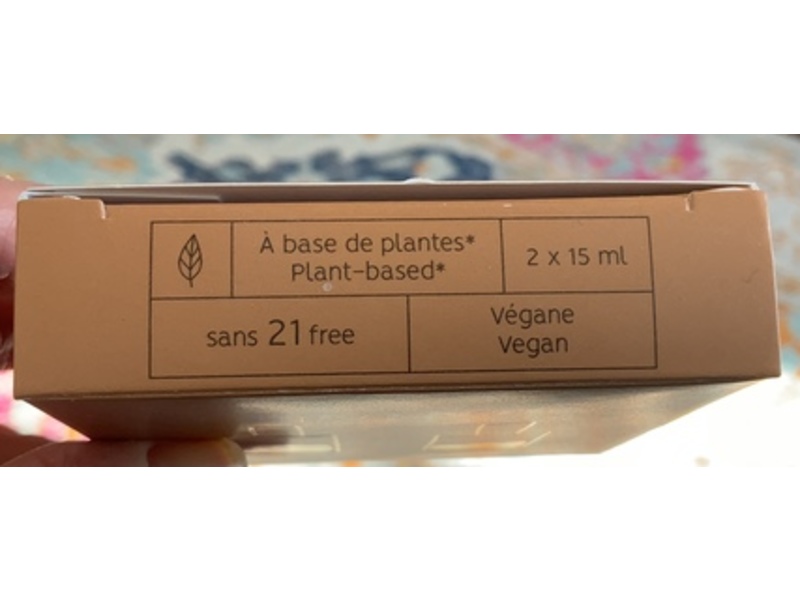 À base de plantes*
Plant-based*
2 x 15 ml
sans 21 free
Végane
Vegan